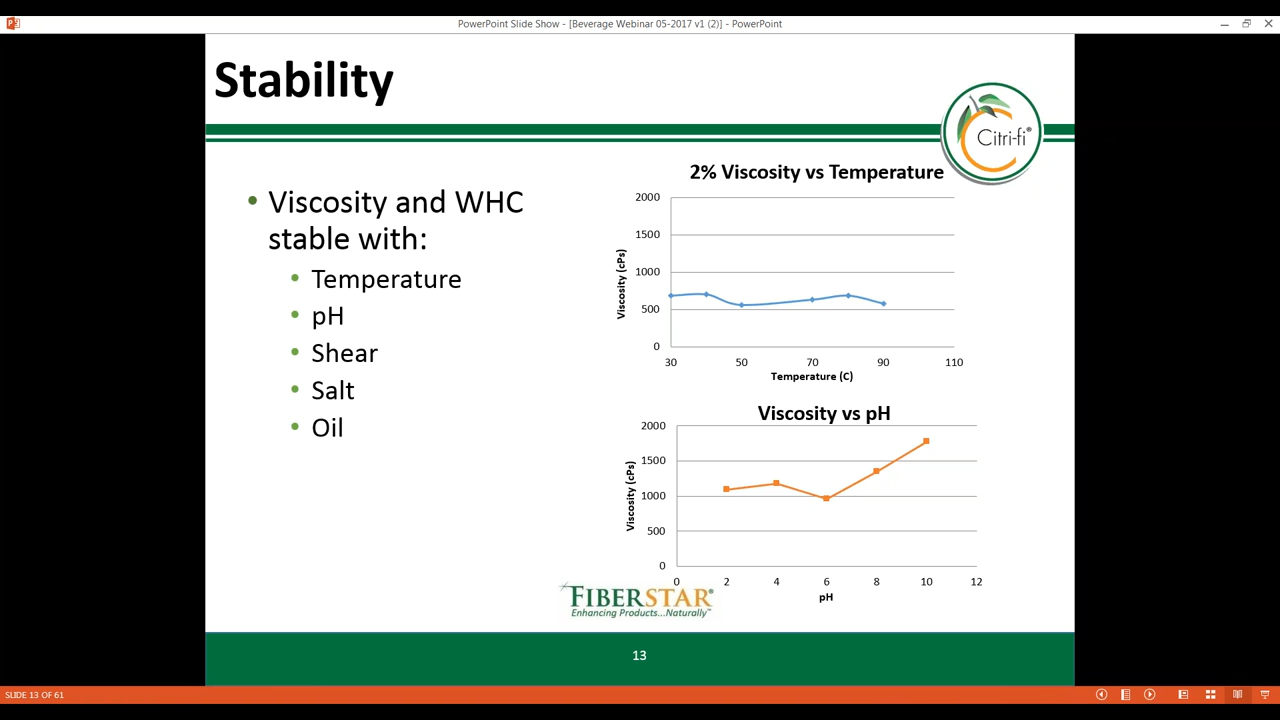 PowerPoint Slide Show - [Beverage Webinar 05-2017 v1 (2)] - PowerPoint
Stability
Citri-fi®
• Viscosity and WHC
stable with:
• Temperature
• pH
• Shear
• Salt
• Oil
2% Viscosity vs Temperature
2000
1500
1000
500
0
Viscosity (cPs)
30 50 70 90 110
Temperature (C)
Viscosity vs pH
2000
1500
1000
500
0
Viscosity (cPs)
0 2 4 6 8 10 12
pH
FIBERSTAR®
Enhancing Products...Naturally™
13
SLIDE 13 OF 61